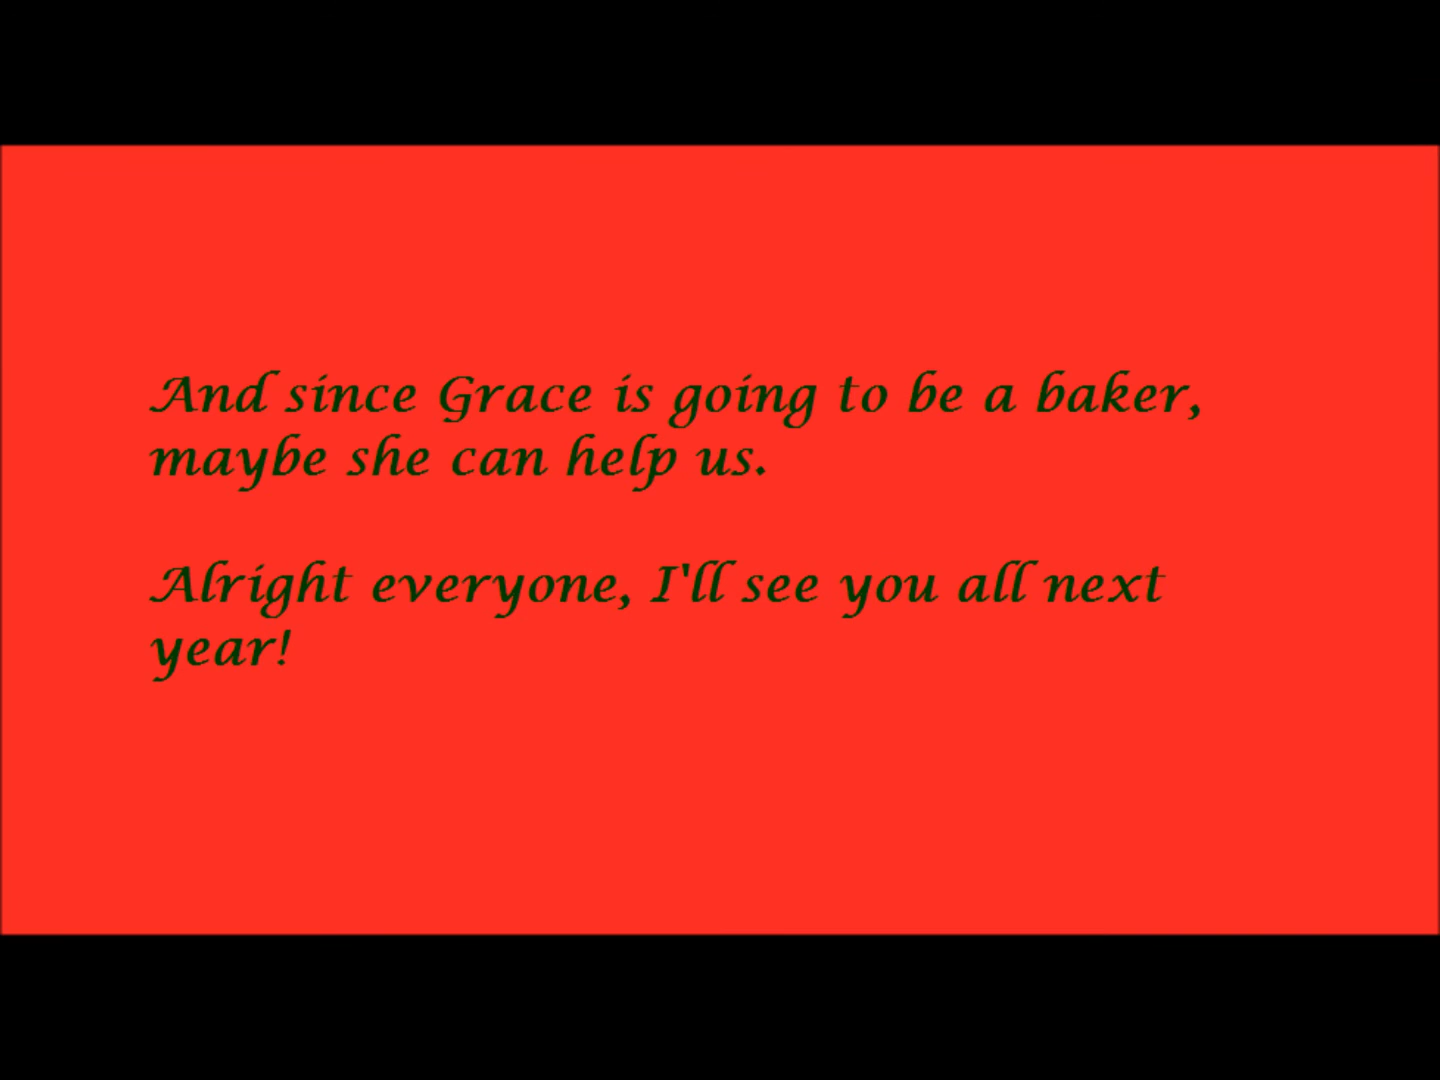 And since Grace is going to be a baker,
maybe she can help us.
Alright everyone, I'll see you all next
year!